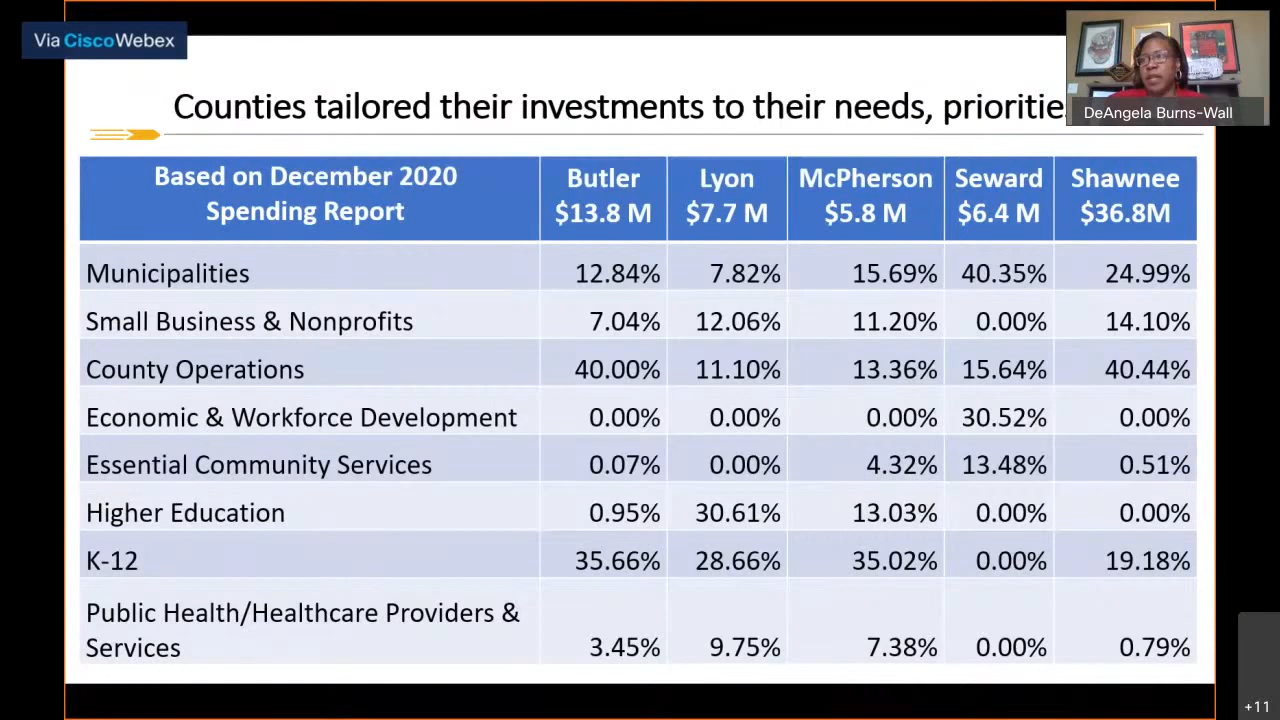 Via Cisco Webex
Counties tailored their investments to their needs,
DeAngela Burns-Wall
Based on December 2020 Butler Lyon McPherson Seward Shawnee
Spending Report $13.8 M $7.7 M $5.8 M $6.4 M $36.8M
Municipalities 12.84% 7.82% 15.69% 40.35% 24.99%
Small Business & Nonprofits 7.04% 12.06% 11.20% 0.00% 14.10%
County Operations 40.00% 11.10% 13.36% 15.64% 40.44%
Economic & Workforce Development 0.00% 0.00% 0.00% 30.52% 0.00%
Essential Community Services 0.07% 0.00% 4.32% 13.48% 0.51%
Higher Education 0.95% 30.61% 13.03% 0.00% 0.00%
K-12 35.66% 28.66% 35.02% 0.00% 19.18%
Public Health/Healthcare Providers &
Services 3.45% 9.75% 7.38% 0.00% 0.79%
+11